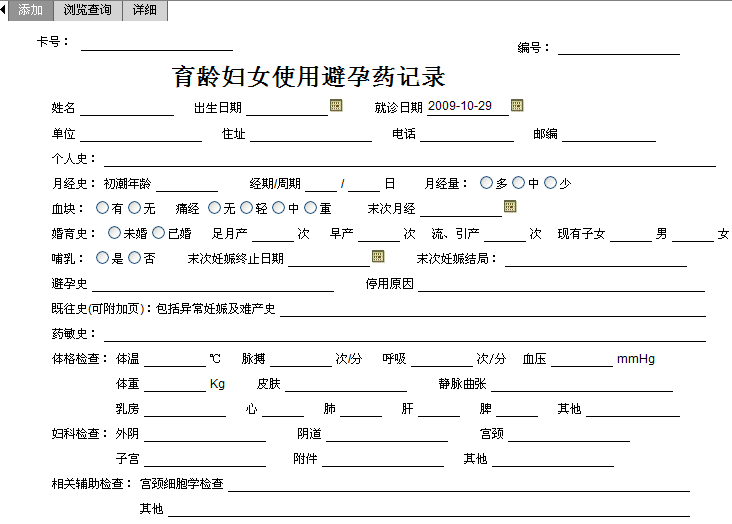 添加 浏览查询 详细
卡号： 编号：
育龄妇女使用避孕药记录
姓名 出生日期 就诊日期 2009-10-29
单位 住址 电话 邮编
个人史：
月经史： 初潮年龄 经期/周期 / 日 月经量： 多 中 少
血块： 有 无 痛经 无 轻 中 重 末次月经
婚育史： 未婚 已婚 足月产 次 早产 次 流、引产 次 现有子女 男 女
哺乳： 是 否 末次妊娠终止日期 末次妊娠结局：
避孕史 停用原因
既往史(可附加页)：包括异常妊娠及难产史
药敏史：
体格检查： 体温 ℃ 脉搏 次/分 呼吸 次/分 血压 mmHg
体重 Kg 皮肤 静脉曲张
乳房 心 肺 肝 脾 其他
妇科检查： 外阴 阴道 宫颈
子宫 附件 其他
相关辅助检查： 宫颈细胞学检查
其他